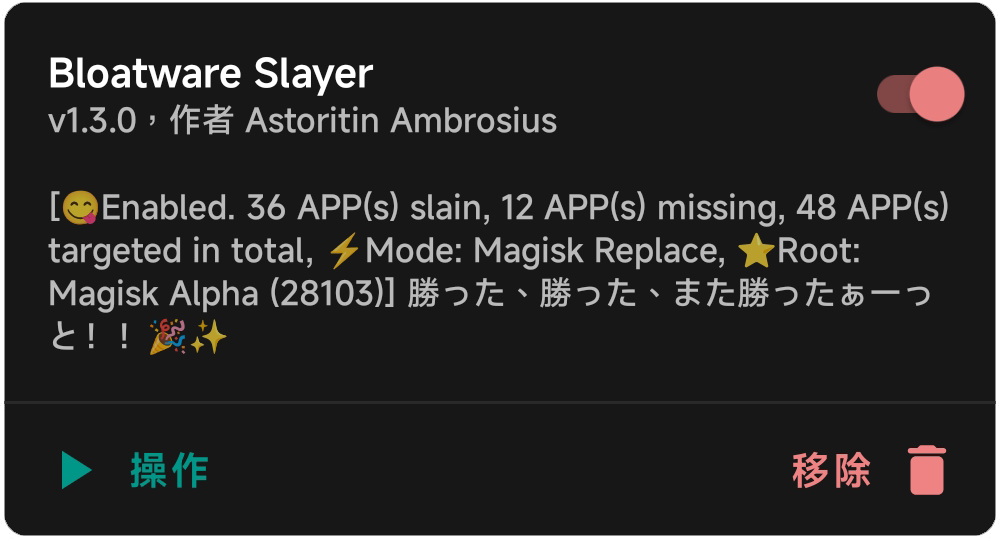 Bloatware Slayer
v1.3.0，作者 Astoritin Ambrosius
[😋Enabled. 36 APP(s) slain, 12 APP(s) missing, 48 APP(s)
targeted in total, ⚡Mode: Magisk Replace, ⭐Root:
Magisk Alpha (28103)] 勝った、勝った、また勝ったぁーっ
と！！ 🎉✨
操作
移除